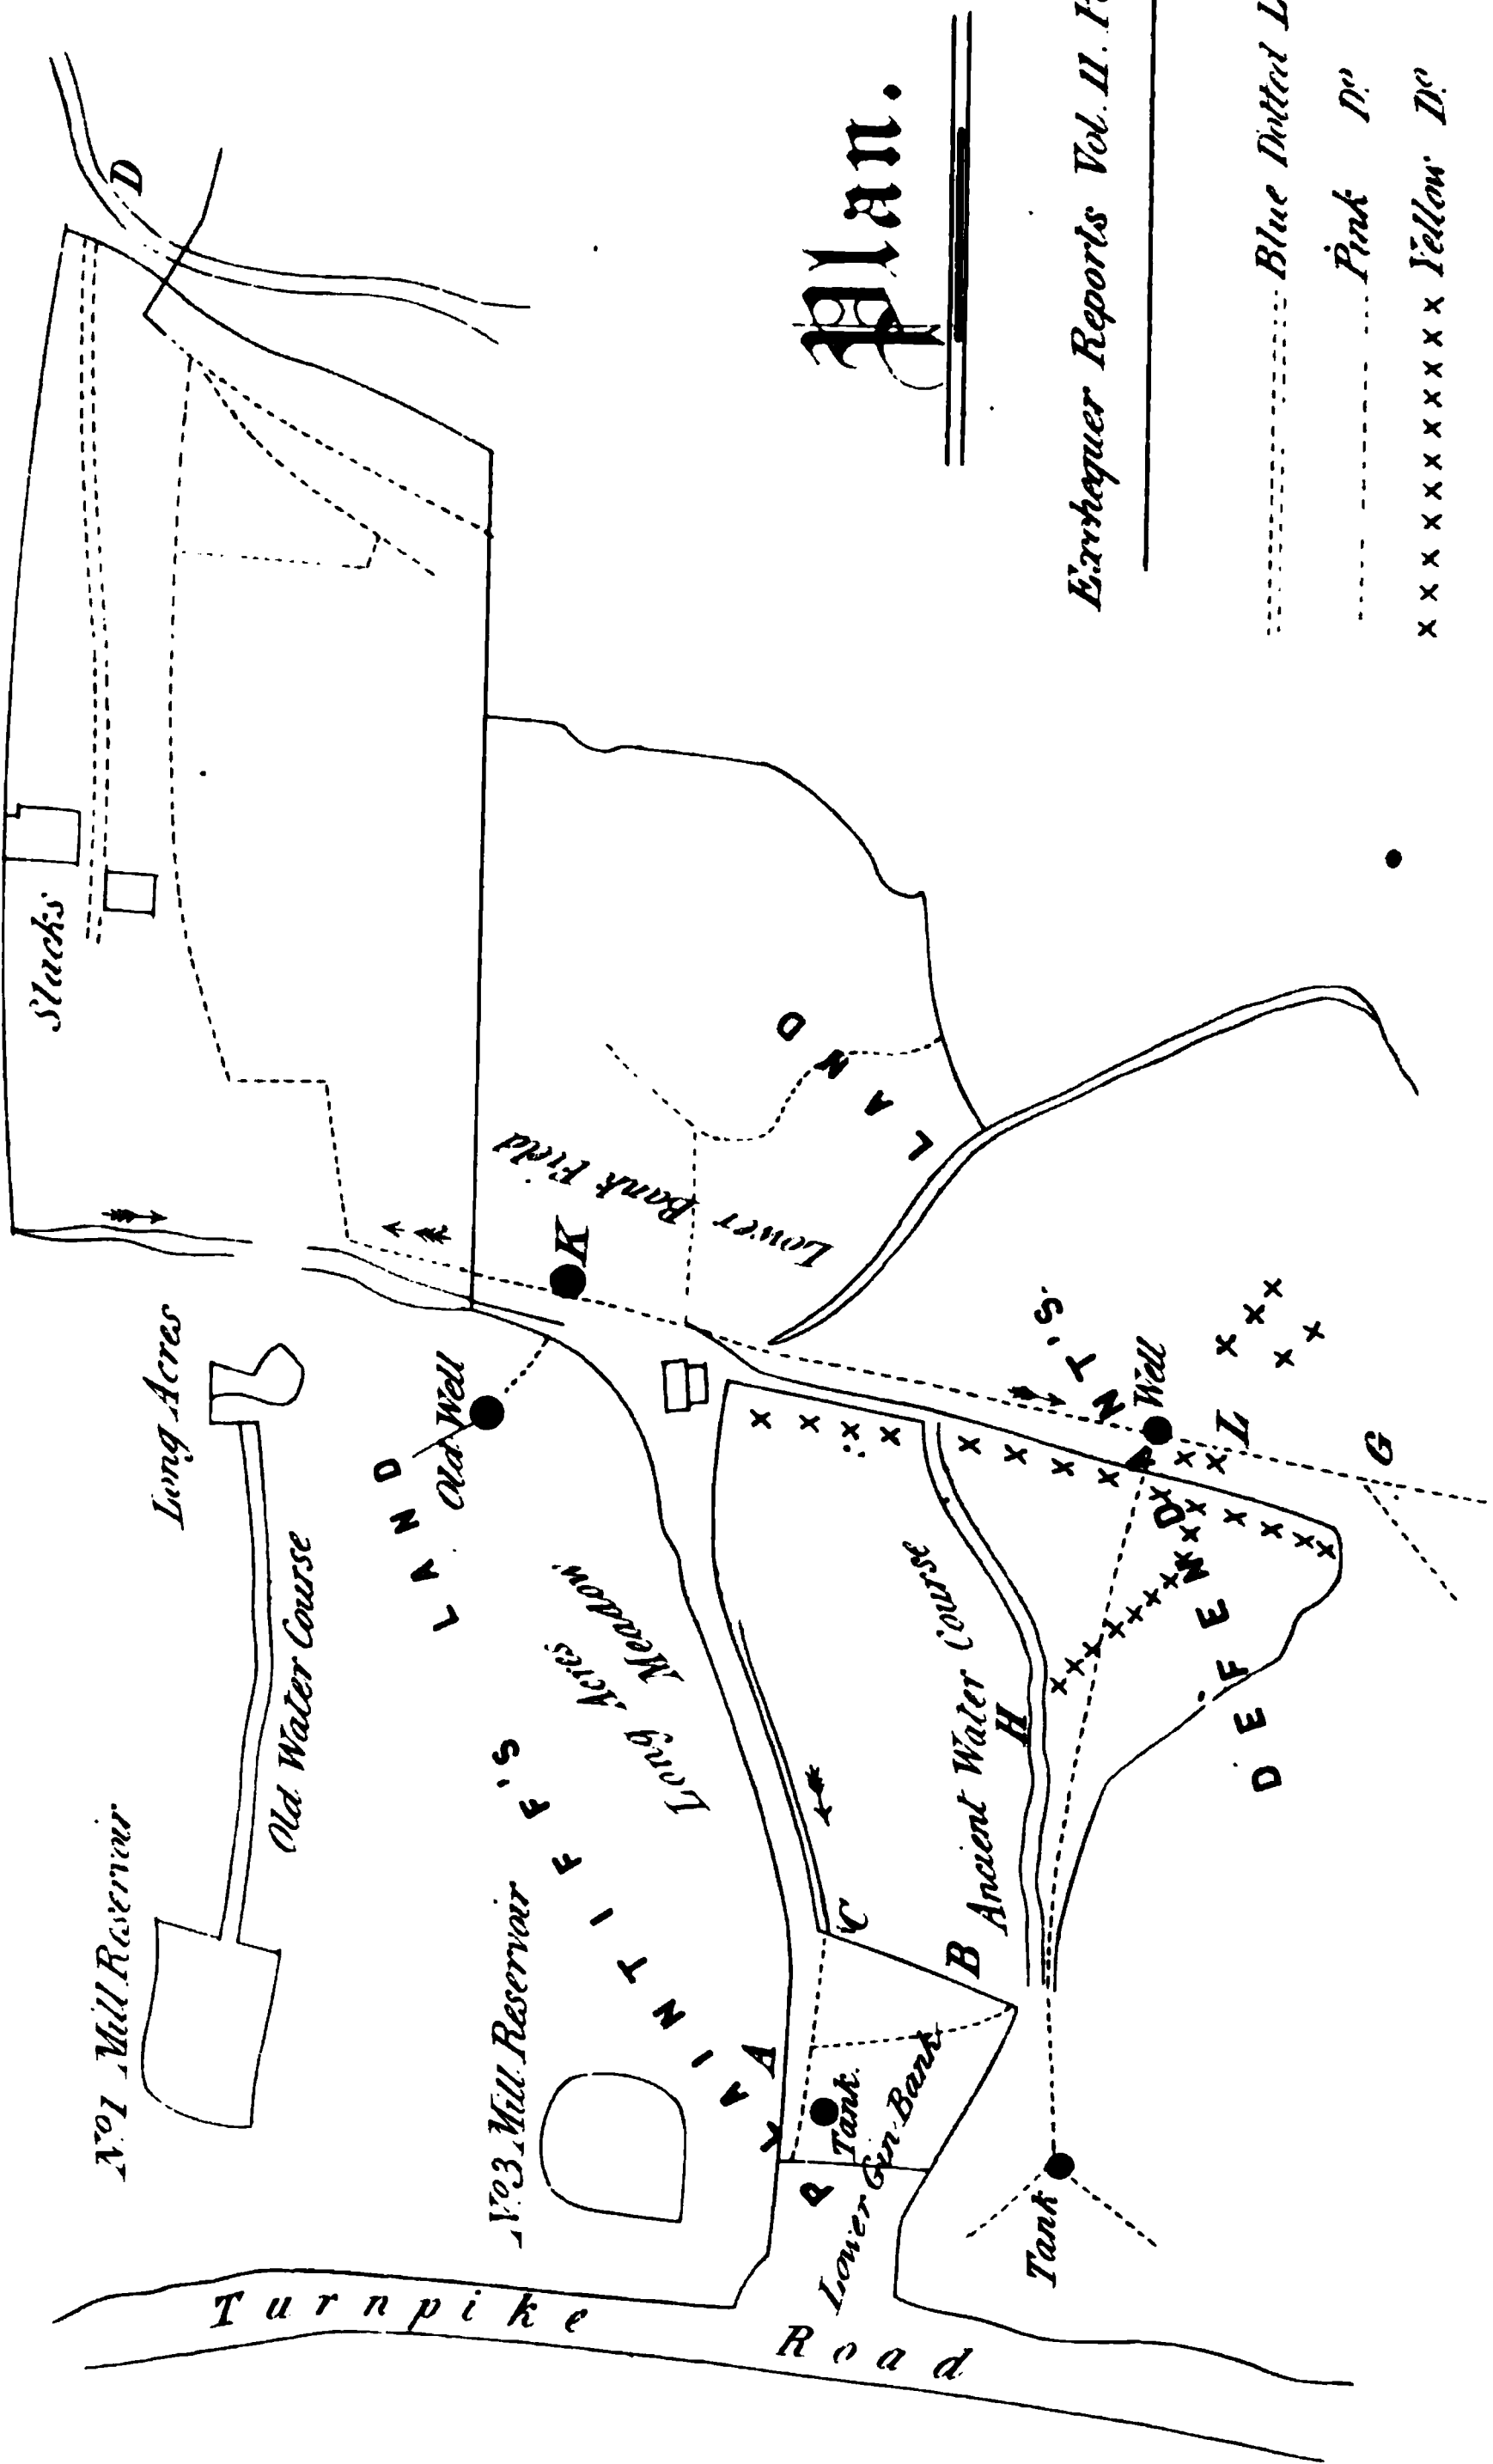 Plan.
Exchequer Reports Vol. II.
Blue Dotted
Pink Do
Yellow Do
D
Slacks
Long Acres
Old Water Course
No 1 Mill Reservoir
No 3 Mill Reservoir
Old Well
K
Lower Bank Field
PLAINTIFF'S LAND
Long Acres
Meadow
DEFENDANT'S LAND
Well
L
G
Ancient Water Course
H
A
B
C
Tank
Lower Gin Bank
Tank
Turnpike Road